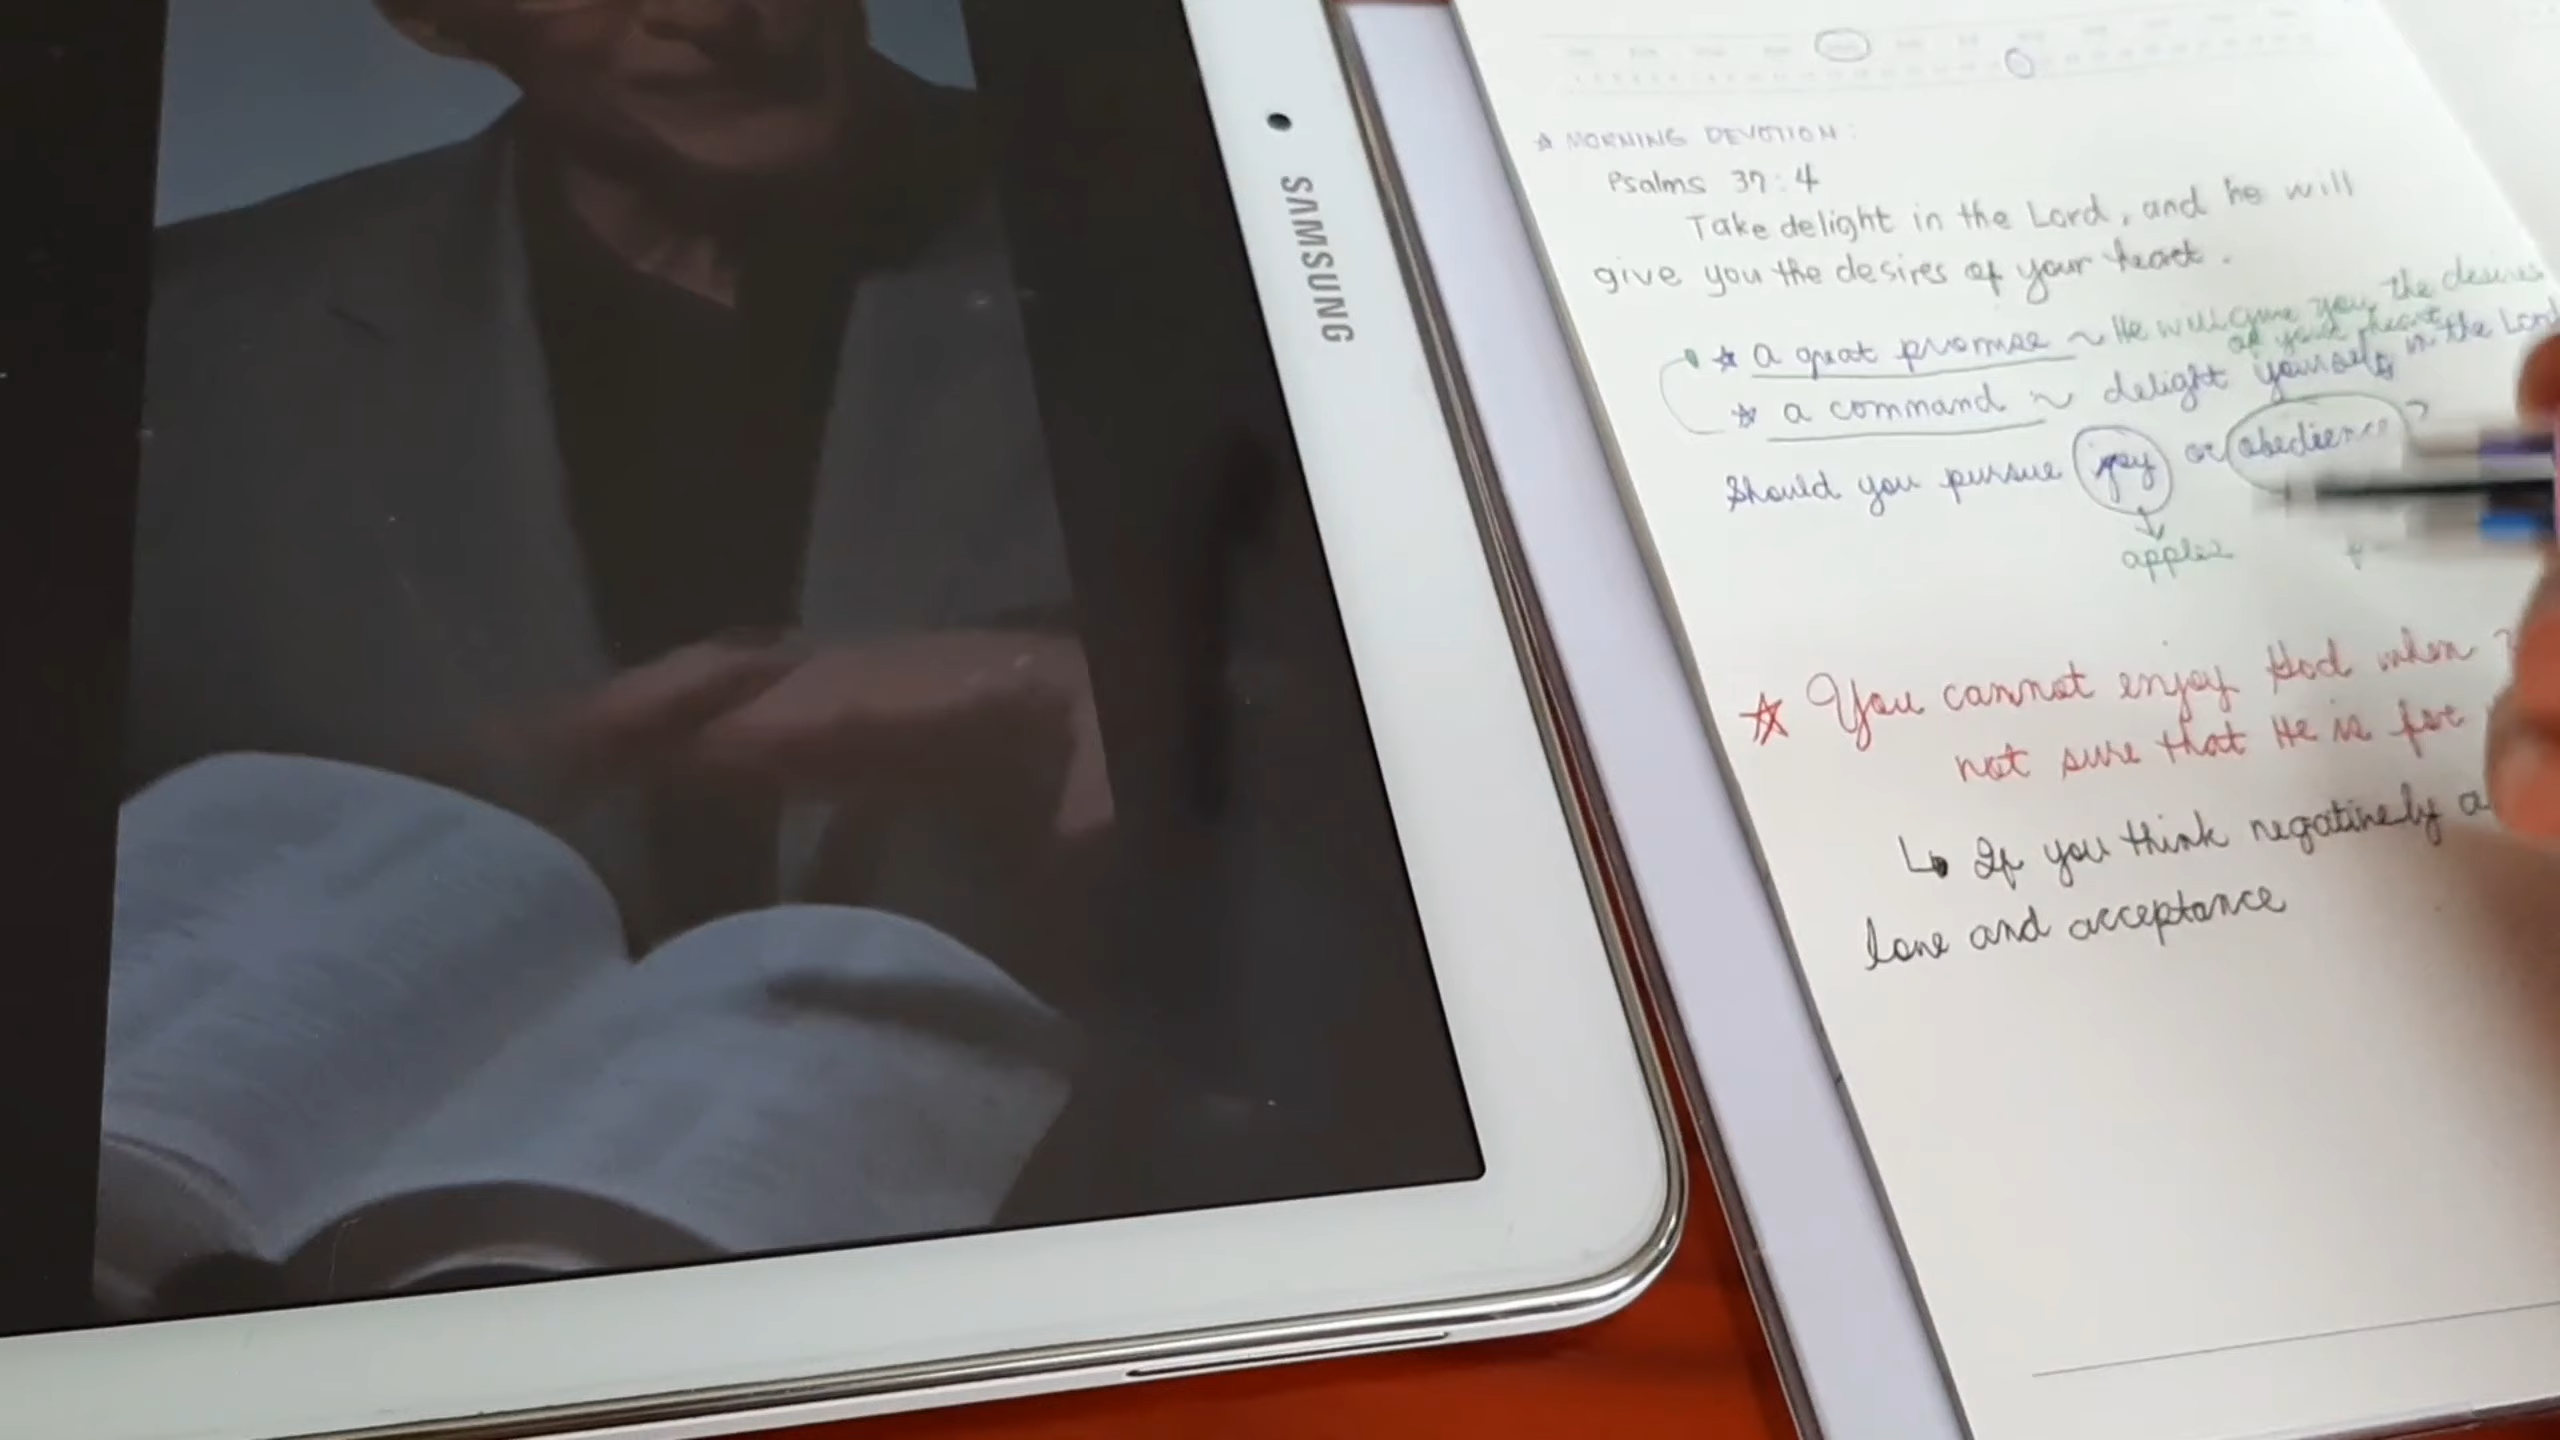 SAMSUNG
☆ MORNING DEVOTION:
Psalms 37:4
Take delight in the Lord, and he will
give you the desires of your heart.
☆ a great promise ~ He will give you the desires
of your heart
☆ a command ~ delight yourself in the Lord
Should you pursue joy or obedience?
apples
☆ You cannot enjoy God when
not sure that He is for
↳ If you think negatively
love and acceptance